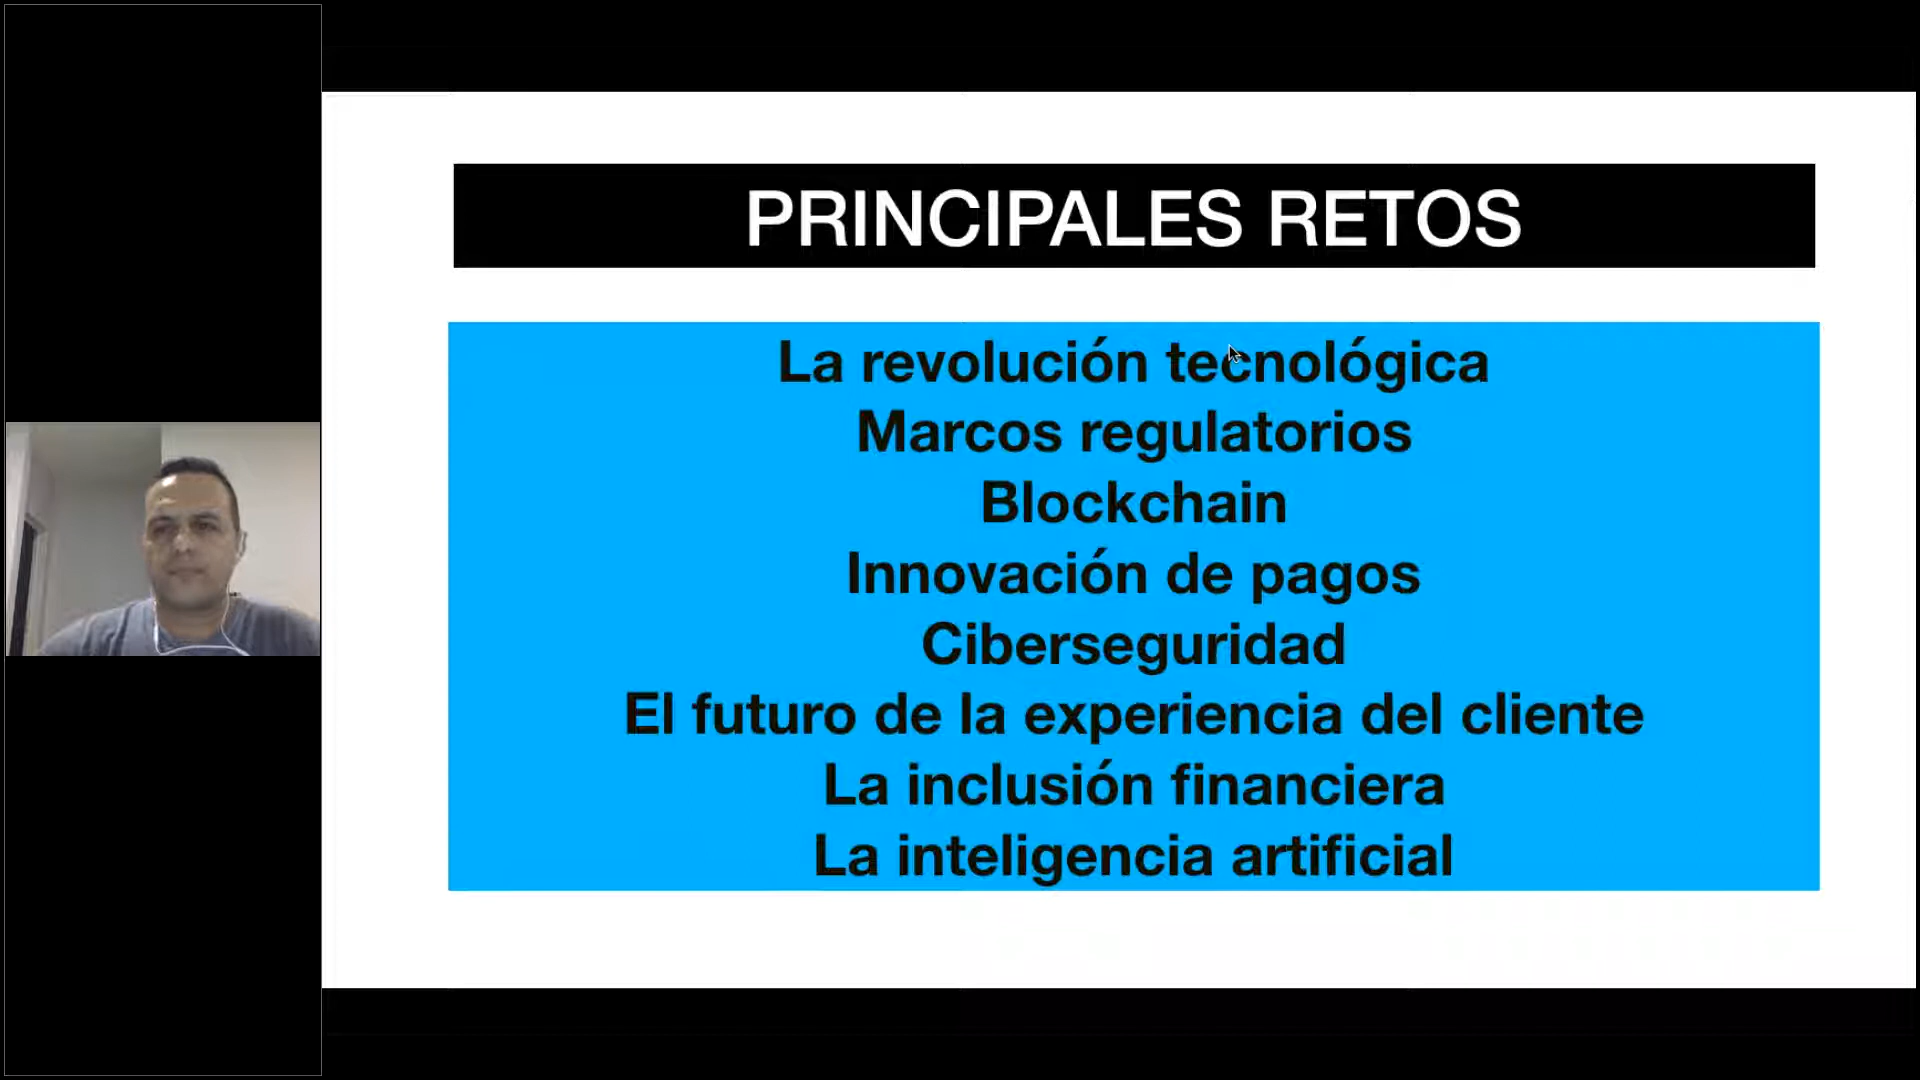 PRINCIPALES RETOS
La revolución tecnológica
Marcos regulatorios
Blockchain
Innovación de pagos
Ciberseguridad
El futuro de la experiencia del cliente
La inclusión financiera
La inteligencia artificial